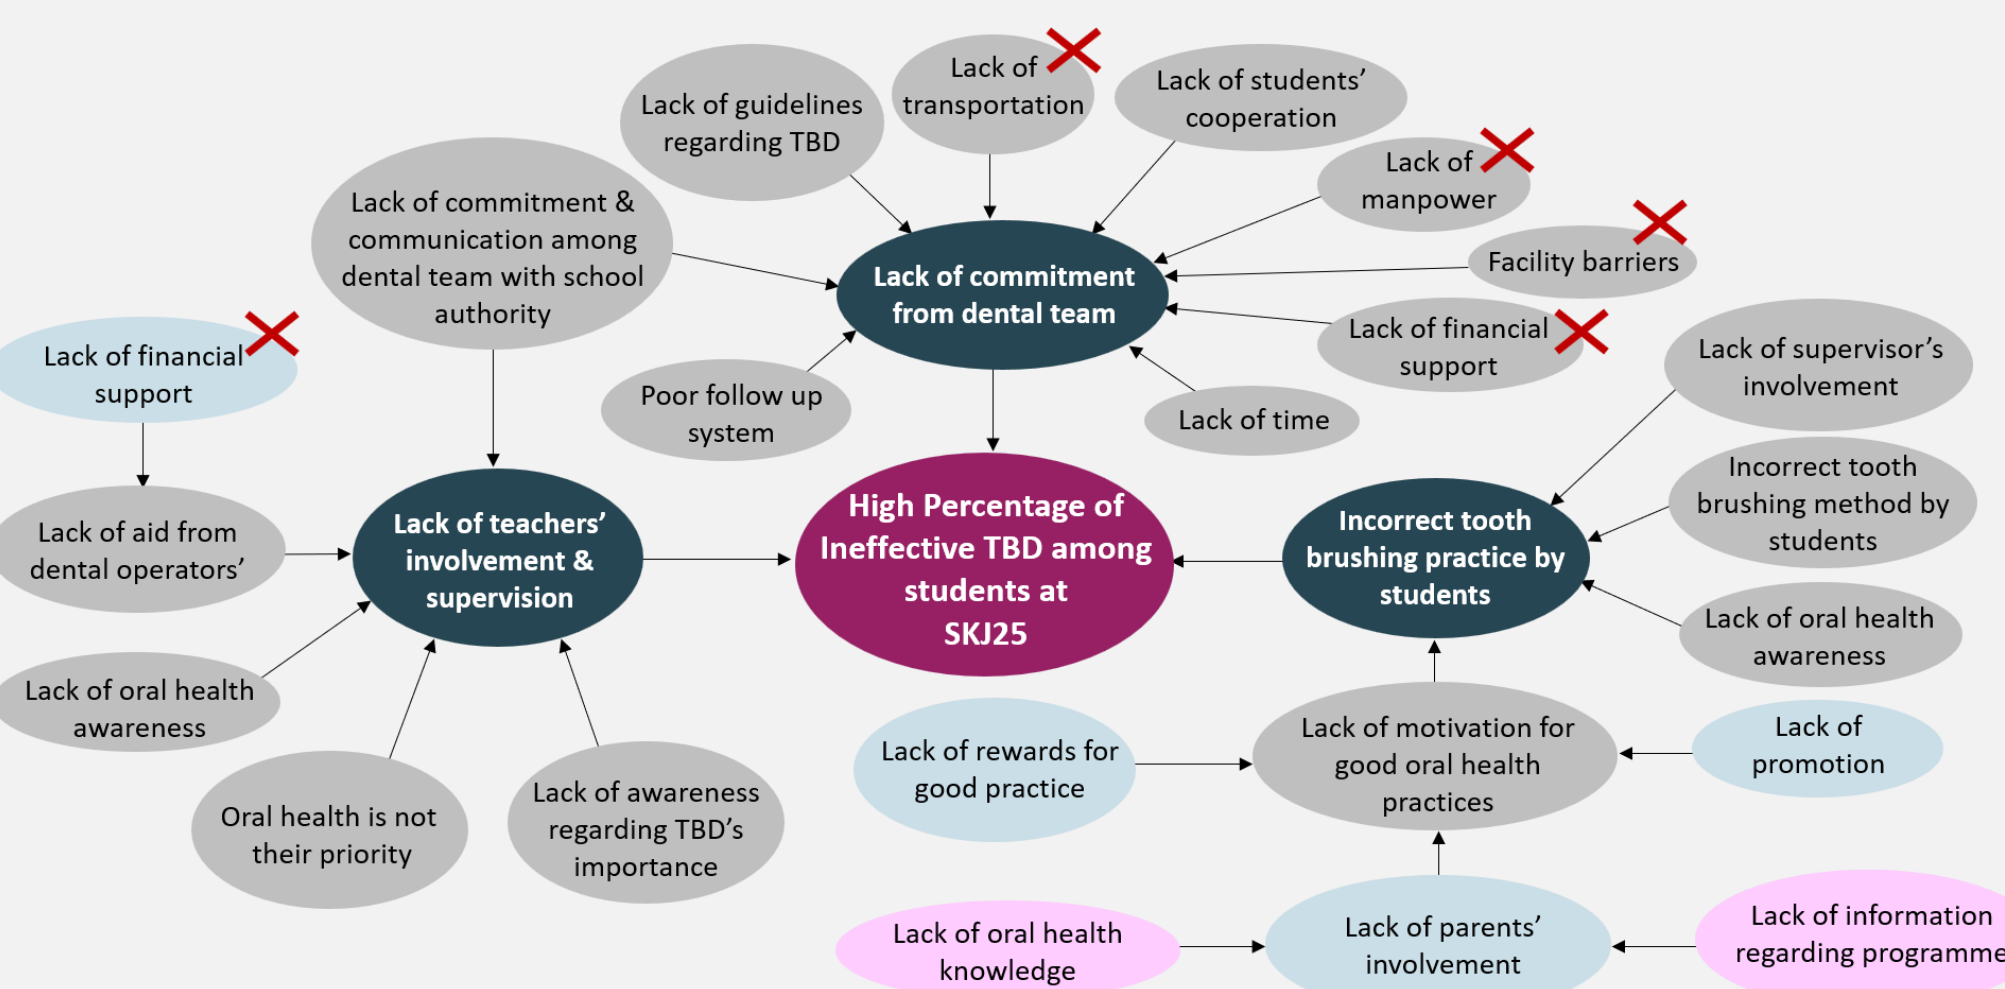 Lack of
transportation
Lack of guidelines
regarding TBD
Lack of students’
cooperation
Lack of
manpower
Lack of commitment &
communication among
dental team with school
authority
Facility barriers
Lack of commitment
from dental team
Lack of financial
support
Lack of financial
support
Lack of supervisor’s
involvement
Poor follow up
system
Lack of time
Lack of aid from
dental operators’
Lack of teachers’
involvement &
supervision
High Percentage of
Ineffective TBD among
students at
SKJ25
Incorrect tooth
brushing practice by
students
Incorrect tooth
brushing method by
students
Lack of oral health
awareness
Lack of oral health
awareness
Oral health is not
their priority
Lack of awareness
regarding TBD’s
importance
Lack of rewards for
good practice
Lack of motivation for
good oral health
practices
Lack of
promotion
Lack of oral health
knowledge
Lack of parents’
involvement
Lack of information
regarding programme